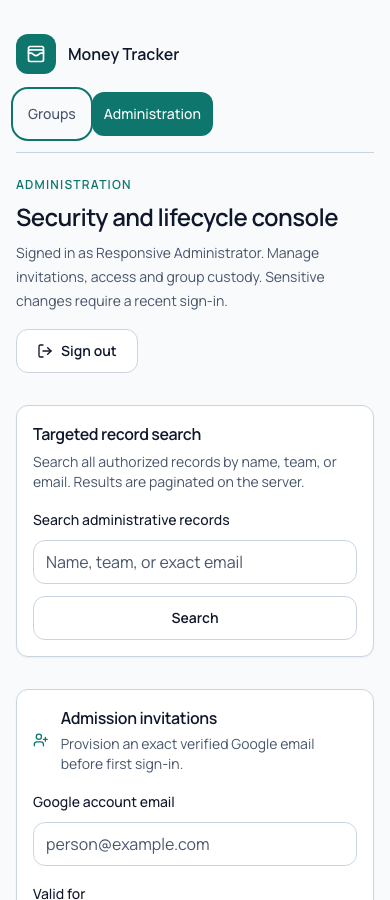 Money Tracker
Groups
Administration
ADMINISTRATION
Security and lifecycle console
Signed in as Responsive Administrator. Manage
invitations, access and group custody. Sensitive
changes require a recent sign-in.
Sign out
Targeted record search
Search all authorized records by name, team, or
email. Results are paginated on the server.
Search administrative records
Name, team, or exact email
Search
Admission invitations
Provision an exact verified Google email
before first sign-in.
Google account email
person@example.com
Valid for